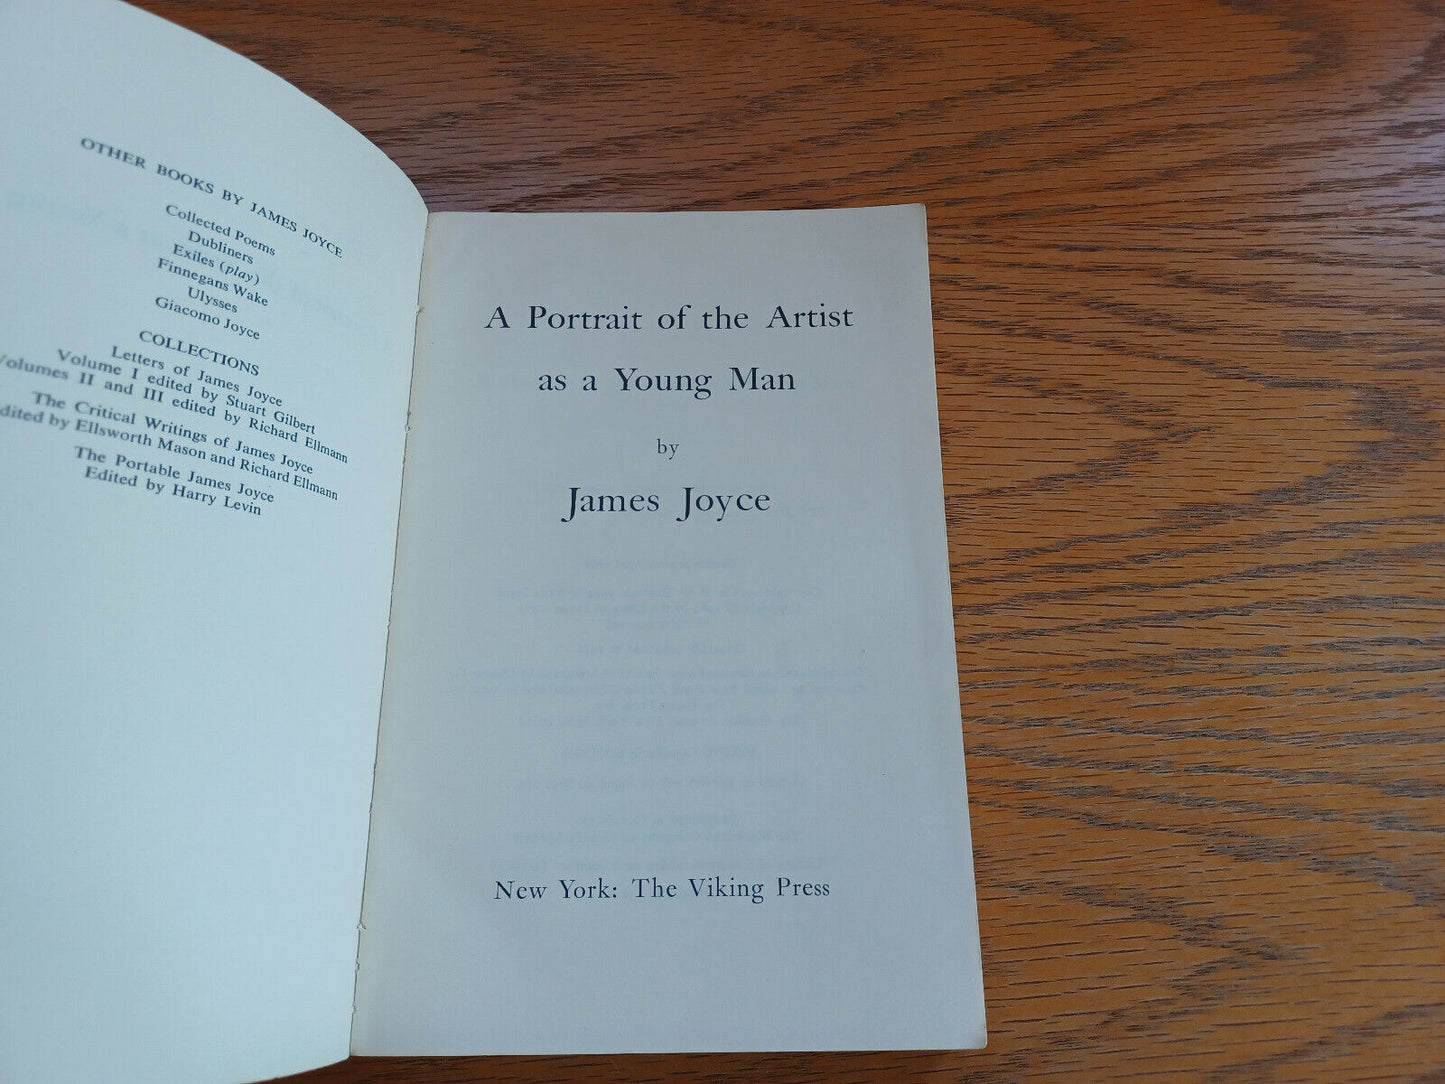 OTHER BOOKS BY JAMES JOYCE
Collected Poems
Dubliners
Exiles (play)
Finnegans Wake
Ulysses
Giacomo Joyce
COLLECTIONS
Letters of James Joyce
Volume I edited by Stuart Gilbert
Volumes II and III edited by Richard Ellmann
The Critical Writings of James Joyce
edited by Ellsworth Mason and Richard Ellmann
The Portable James Joyce
Edited by Harry Levin
A Portrait of the Artist
as a Young Man
by
James Joyce
New York: The Viking Press